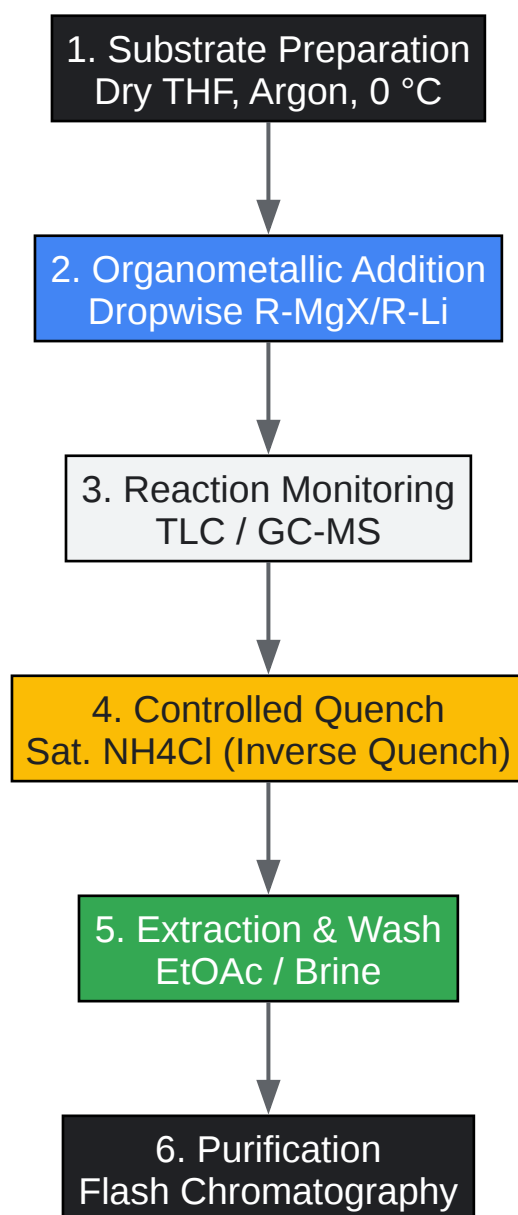 1. Substrate Preparation
Dry THF, Argon, 0 °C
2. Organometallic Addition
Dropwise R-MgX/R-Li
3. Reaction Monitoring
TLC / GC-MS
4. Controlled Quench
Sat. NH4Cl (Inverse Quench)
5. Extraction & Wash
EtOAc / Brine
6. Purification
Flash Chromatography